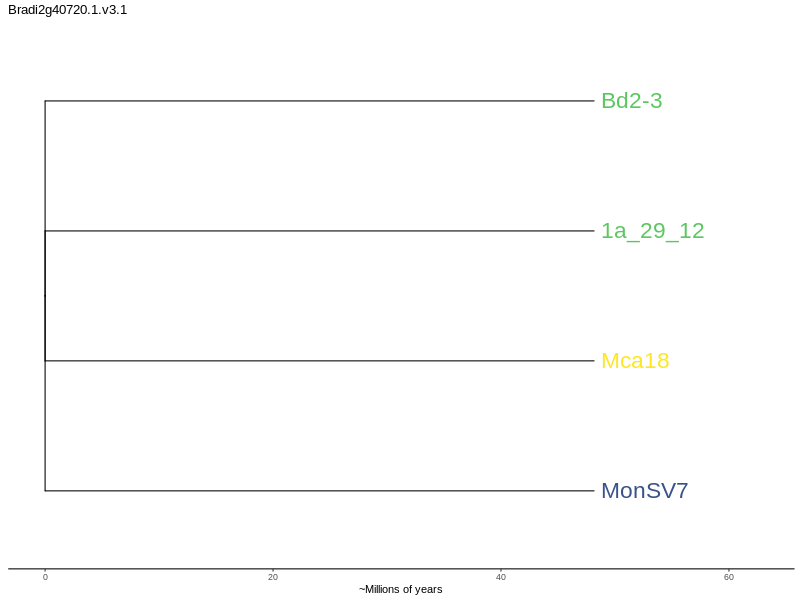 Bradi2g40720.1.v3.1
Bd2-3
1a_29_12
Mca18
MonSV7
0 20 40 60
~Millions of years